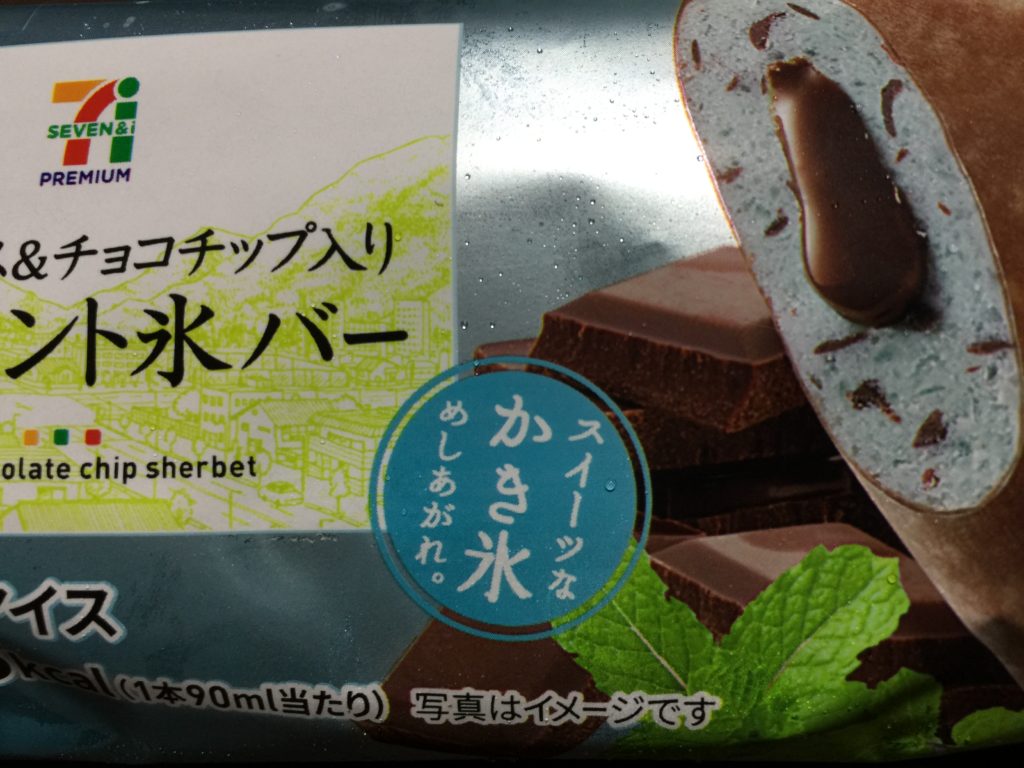 SEVEN&i
PREMIUM
ス&チョコチップ入り
ント氷バー
olate chip sherbet
スイーツな
かき氷
めしあがれ。
アイス
kcal(1本90ml当たり) 写真はイメージです